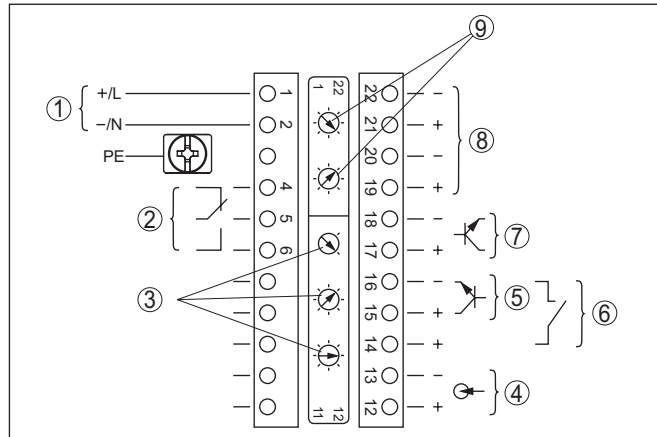 ⑨
① +/L 1 1 22 22 −
−/N 2 21 + ⑧
PE 20 −
4 19 +
② 5 18 − ⑦
6 17 +
16 − ⑤ ⑥
③ 15 +
14 +
13 − ④
11 12 12 +